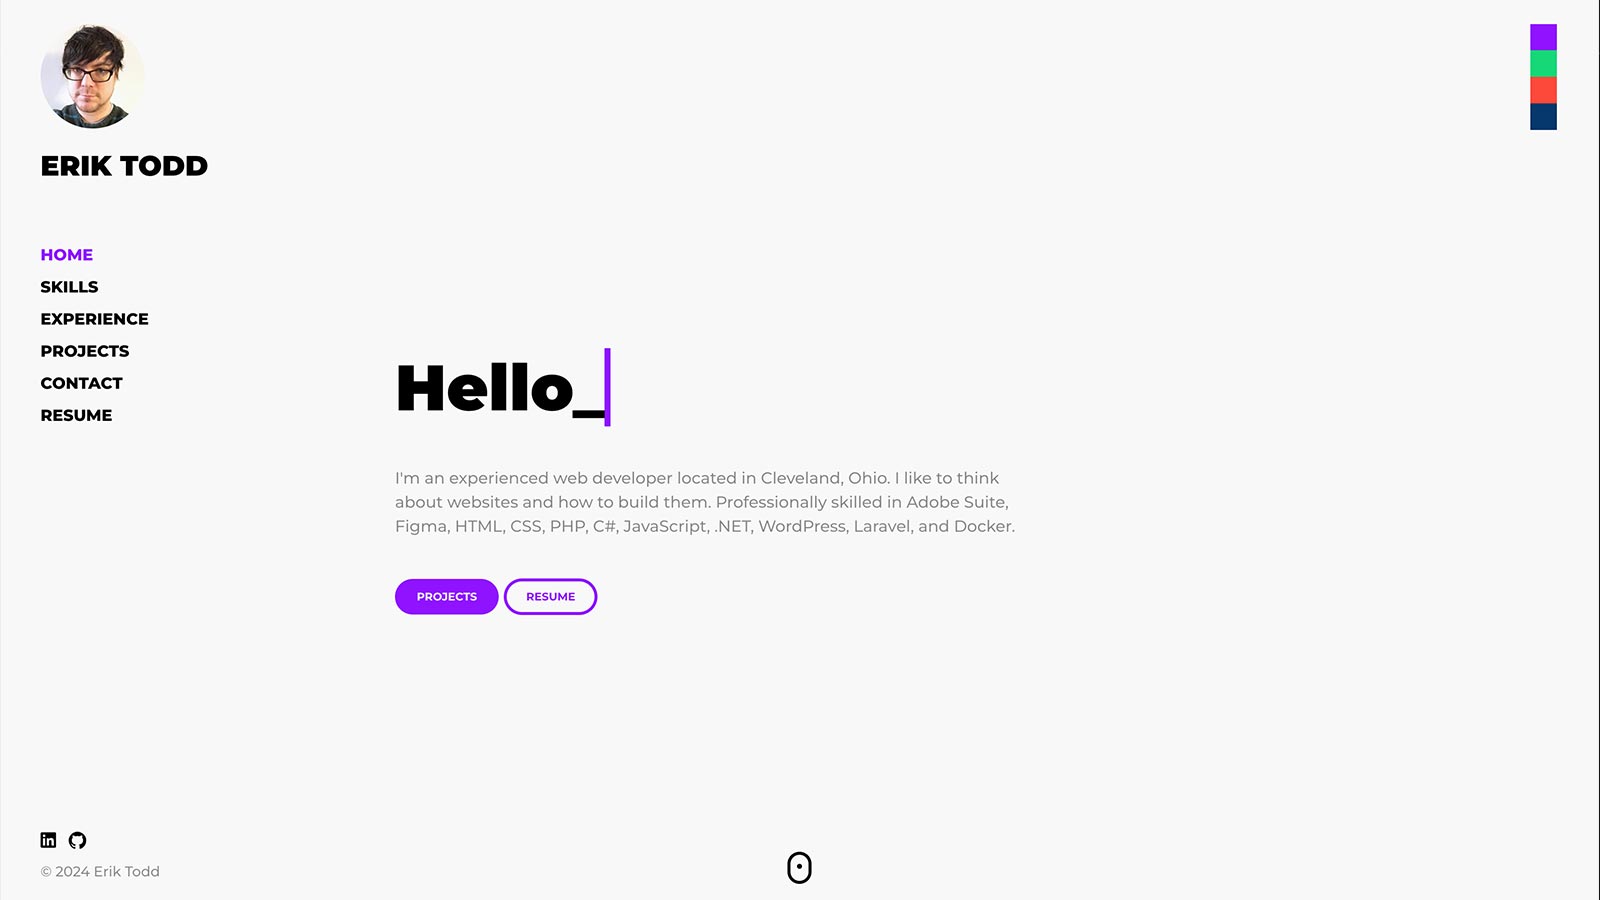 ERIK TODD
HOME
SKILLS
EXPERIENCE
PROJECTS
CONTACT
RESUME
Hello_
I'm an experienced web developer located in Cleveland, Ohio. I like to think
about websites and how to build them. Professionally skilled in Adobe Suite,
Figma, HTML, CSS, PHP, C#, JavaScript, .NET, WordPress, Laravel, and Docker.
PROJECTS RESUME
in
© 2024 Erik Todd